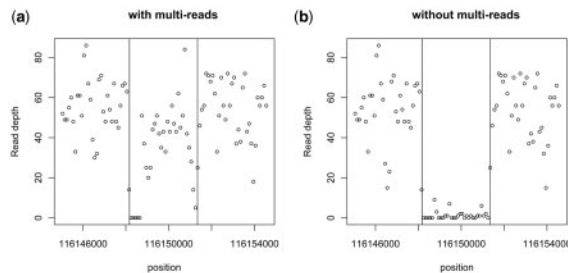 (a) with multi-reads
Read depth
80
60
40
20
0
116146000 116150000 116154000
position
(b) without multi-reads
Read depth
80
60
40
20
0
116146000 116150000 116154000
position